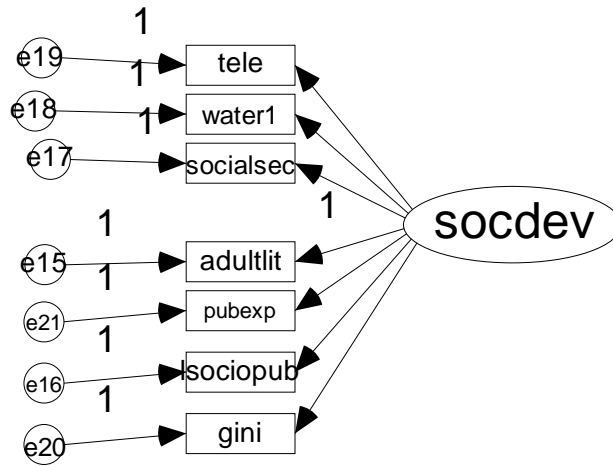 1
e19
tele
1
e18
water1
1
e17
socialsec
1
socdev
1
e15
adultlit
1
e21
pubexp
1
e16
lsociopub
1
e20
gini